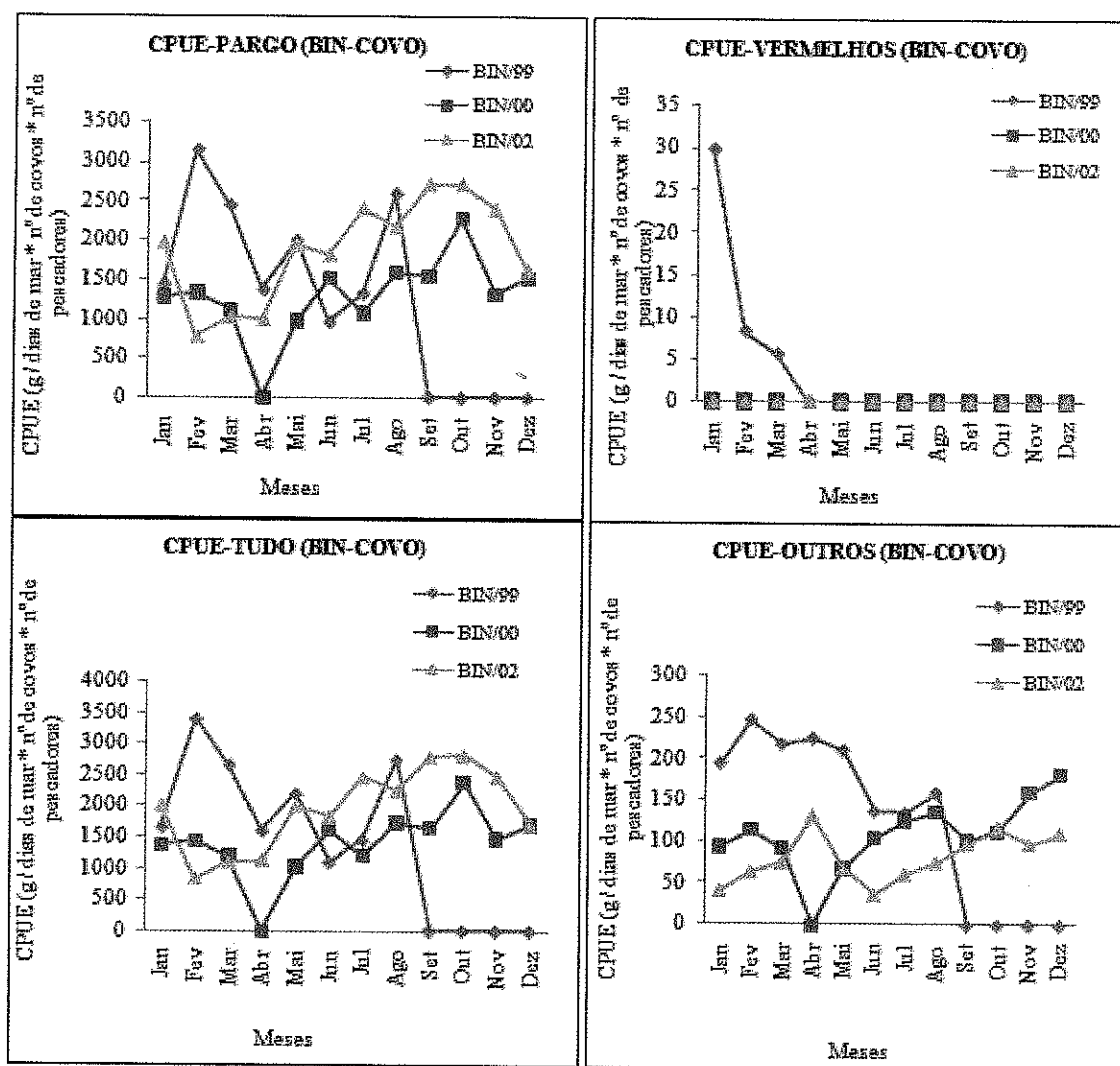 CPUE-PARGO (BIN-COVO)
BIN/99
BIN/00
BIN/02
CPUE (g / dias de mar * nº de covos * nº de
pescadores)
3500
3000
2500
2000
1500
1000
500
0
Jan
Fev
Mar
Abr
Mai
Jun
Jul
Ago
Set
Out
Nov
Dez
Meses
CPUE-VERMELHOS (BIN-COVO)
BIN/99
BIN/00
BIN/02
CPUE (g / dias de mar * nº de covos * nº de
pescadores)
35
30
25
20
15
10
5
0
Jan
Fev
Mar
Abr
Mai
Jun
Jul
Ago
Set
Out
Nov
Dez
Meses
CPUE-TUDO (BIN-COVO)
BIN/99
BIN/00
BIN/02
CPUE (g / dias de mar * nº de covos * nº de
pescadores)
4000
3500
3000
2500
2000
1500
1000
500
0
Jan
Fev
Mar
Abr
Mai
Jun
Jul
Ago
Set
Out
Nov
Dez
Meses
CPUE-OUTROS (BIN-COVO)
BIN/99
BIN/00
BIN/02
CPUE (g / dias de mar * nº de covos * nº de
pescadores)
300
250
200
150
100
50
0
Jan
Fev
Mar
Abr
Mai
Jun
Jul
Ago
Set
Out
Nov
Dez
Meses